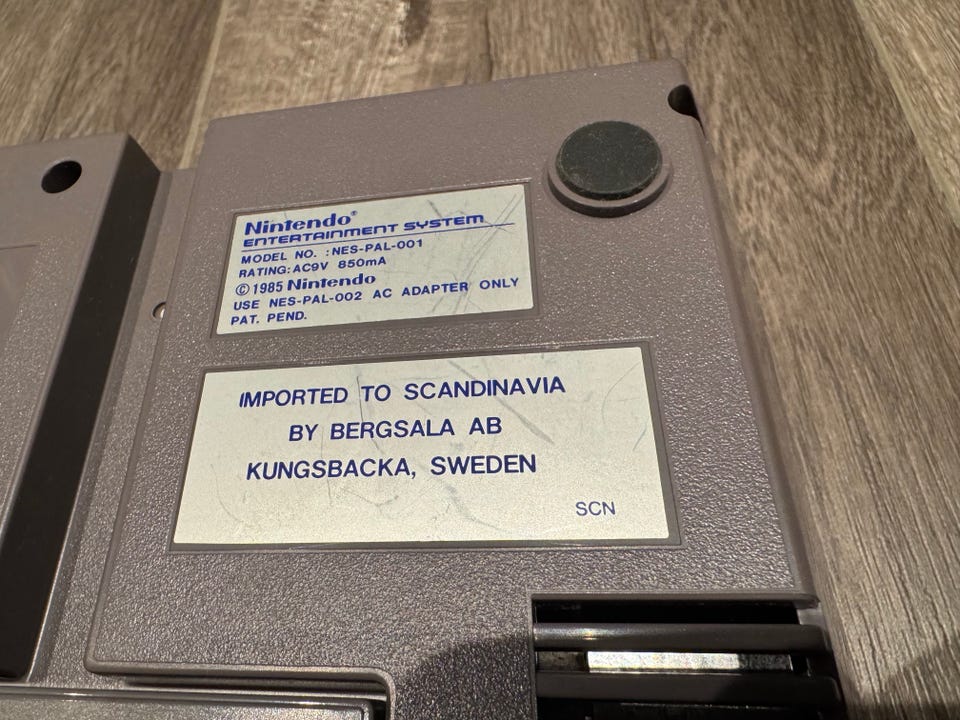 Nintendo®
ENTERTAINMENT SYSTEM
MODEL NO. :NES-PAL-001
RATING:AC9V 850mA
©1985 Nintendo
USE NES-PAL-002 AC ADAPTER ONLY
PAT. PEND.
IMPORTED TO SCANDINAVIA
BY BERGSALA AB
KUNGSBACKA, SWEDEN
SCN